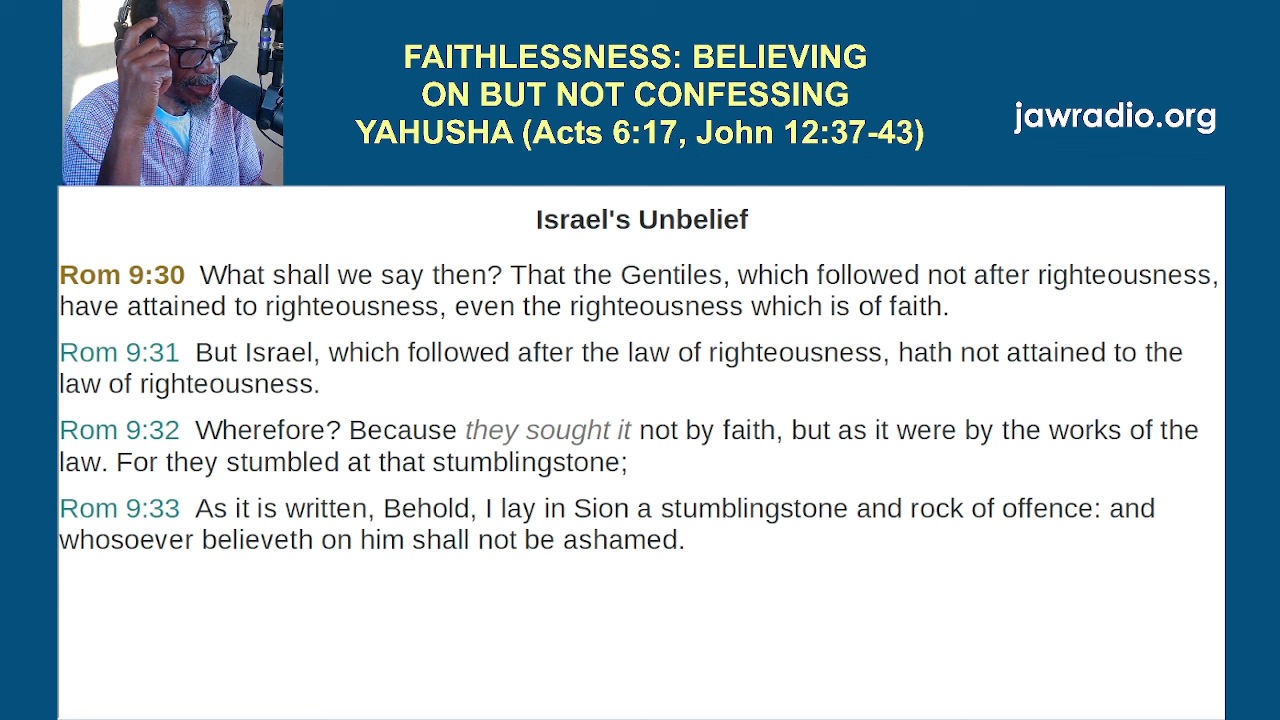 FAITHLESSNESS: BELIEVING
ON BUT NOT CONFESSING
YAHUSHA (Acts 6:17, John 12:37-43)
jawradio.org
Israel's Unbelief
Rom 9:30 What shall we say then? That the Gentiles, which followed not after righteousness,
have attained to righteousness, even the righteousness which is of faith.
Rom 9:31 But Israel, which followed after the law of righteousness, hath not attained to the
law of righteousness.
Rom 9:32 Wherefore? Because they sought it not by faith, but as it were by the works of the
law. For they stumbled at that stumblingstone;
Rom 9:33 As it is written, Behold, I lay in Sion a stumblingstone and rock of offence: and
whosoever believeth on him shall not be ashamed.